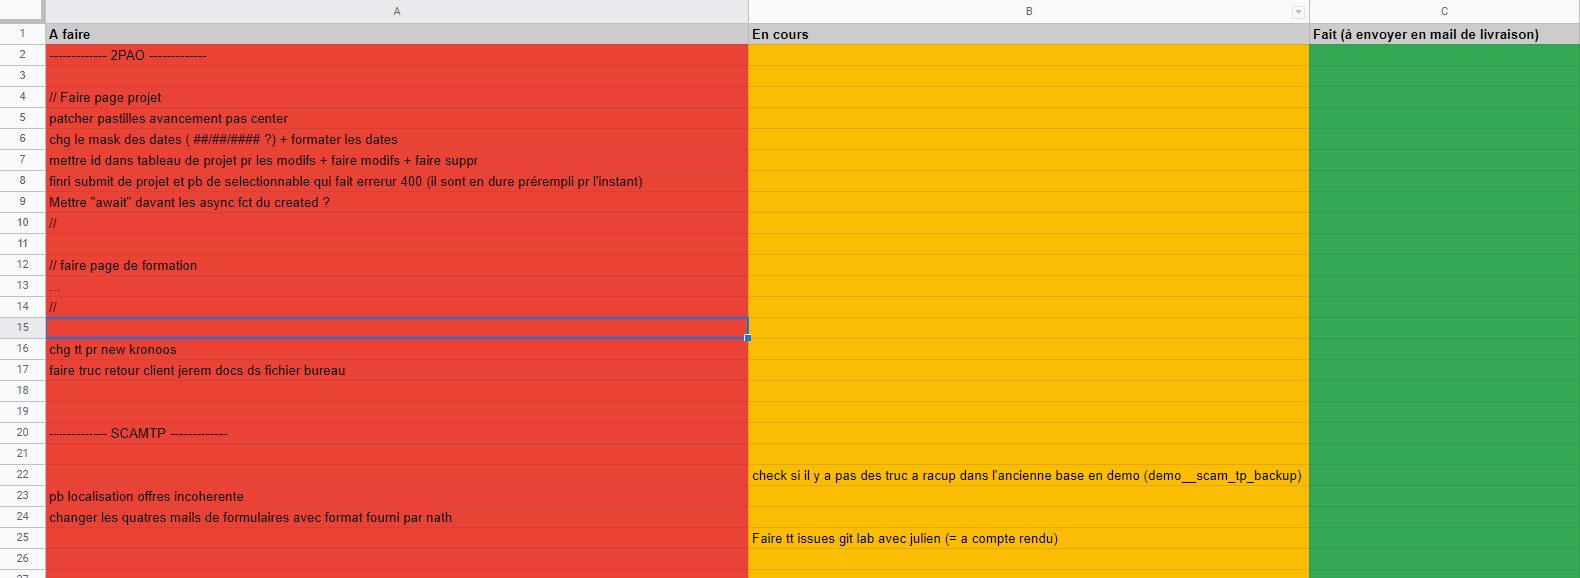 A B C
1 A faire En cours Fait (à envoyer en mail de livraison)
2 ------------- 2PAO -------------
3
4 // Faire page projet
5 patcher pastilles avancement pas center
6 chg le mask des dates ( ##/##/#### ?) + formater les dates
7 mettre id dans tableau de projet pr les modifs + faire modifs + faire suppr
8 finri submit de projet et pb de selectionnable qui fait errerur 400 (il sont en dure prérempli pr l'instant)
9 Mettre "await" davant les async fct du created ?
10 //
11
12 // faire page de formation
13 ...
14 //
15
16 chg tt pr new kronoos
17 faire truc retour client jerem docs ds fichier bureau
18
19
20 ------------- SCAMTP -------------
21
22 check si il y a pas des truc a racup dans l'ancienne base en demo (demo__scam_tp_backup)
23 pb localisation offres incoherente
24 changer les quatres mails de formulaires avec format fourni par nath
25 Faire tt issues git lab avec julien (= a compte rendu)
26
27